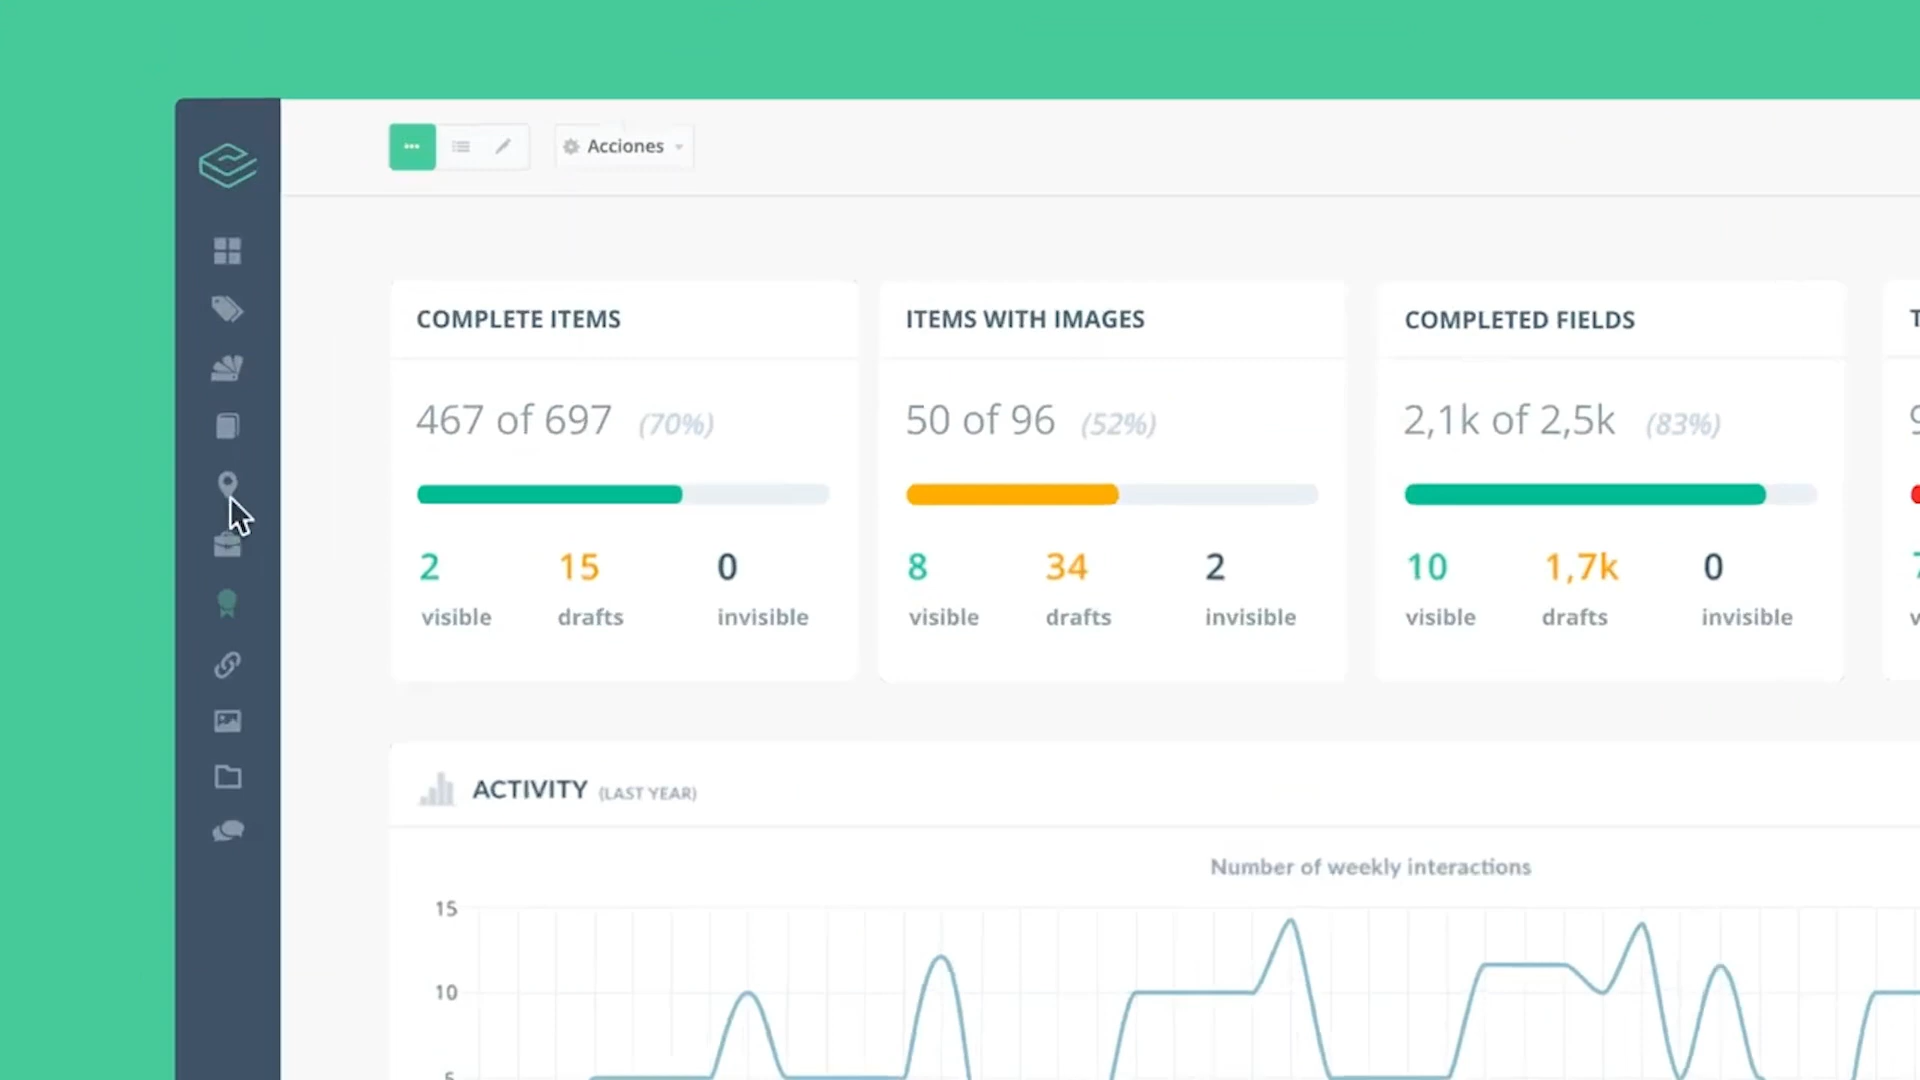 Acciones
COMPLETE ITEMS
467 of 697 (70%)
2 15 0
visible drafts invisible
ITEMS WITH IMAGES
50 of 96 (52%)
8 34 2
visible drafts invisible
COMPLETED FIELDS
2,1k of 2,5k (83%)
10 1,7k 0
visible drafts invisible
ACTIVITY (LAST YEAR)
Number of weekly interactions
15
10
5